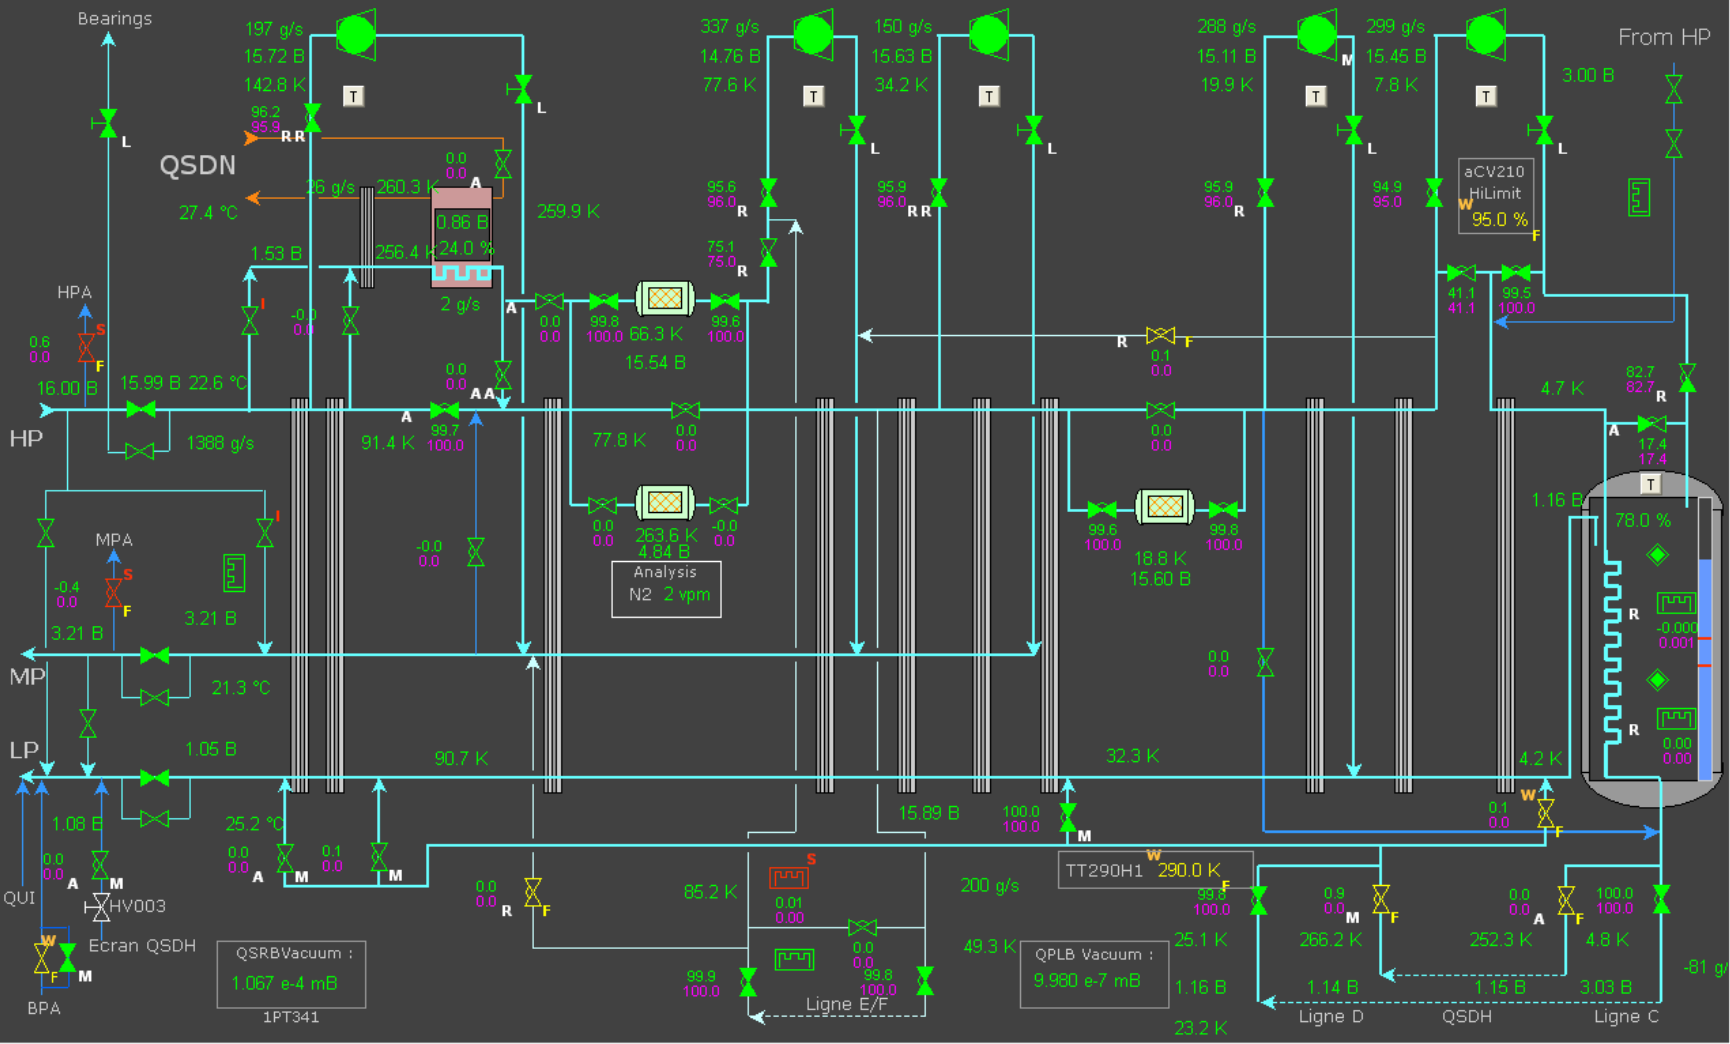 Bearings
197 g/s
15.72 B
142.8 K
96.2
95.9
R R
T
L
337 g/s
14.76 B
77.6 K
T
150 g/s
15.63 B
34.2 K
T
288 g/s
15.11 B
19.9 K
M
T
299 g/s
15.45 B
7.8 K
T
From HP
3.00 B
L
QSDN
27.4 °C
26 g/s
260.3 K
0.0
0.0
A
0.86 B
24.0 %
259.9 K
1.53 B
256.4 K
2 g/s
L
L
L
L
95.6
96.0
R
75.1
75.0
R
95.9
96.0
R R
95.9
96.0
R
94.9
95.0
aCV210
HiLimit
W
95.0 %
F
HPA
0.6
0.0
S
F
I
-0.0
0.0
A
0.0
0.0
99.8
100.0
66.3 K
15.54 B
99.6
100.0
R
F
0.1
0.0
41.1
41.1
99.5
100.0
16.00 B
15.99 B
22.6 °C
0.0
0.0
A A
82.7
82.7
R
4.7 K
HP
1388 g/s
A
99.7
100.0
91.4 K
77.8 K
0.0
0.0
0.0
0.0
A
17.4
17.4
T
I
0.0
0.0
-0.0
0.0
263.6 K
4.84 B
99.6
100.0
99.8
100.0
18.8 K
15.60 B
1.16 B
78.0 %
MPA
-0.4
0.0
S
F
-0.0
0.0
Analysis
N2 2 vpm
3.21 B
3.21 B
R
-0.000
0.001
MP
21.3 °C
0.0
0.0
R
0.00
0.00
LP
1.05 B
90.7 K
32.3 K
4.2 K
1.08 B
25.2 °C
15.89 B
100.0
100.0
M
W
0.1
0.0
F
0.0
0.0
A
M
0.0
0.0
A
M
0.1
0.0
M
TT290H1
W
290.0 K
F
QUI
HV003
0.0
0.0
R
F
85.2 K
S
0.01
0.00
200 g/s
99.8
100.0
0.9
0.0
M
F
0.0
0.0
A
F
100.0
100.0
Ecran QSDH
W
F
M
BPA
QSRBVacuum :
1.067 e-4 mB
1PT341
0.0
0.0
49.3 K
99.9
100.0
99.8
100.0
Ligne E/F
QPLB Vacuum :
9.980 e-7 mB
25.1 K
266.2 K
252.3 K
4.8 K
-81 g/
1.16 B
1.14 B
1.15 B
3.03 B
23.2 K
Ligne D
QSDH
Ligne C